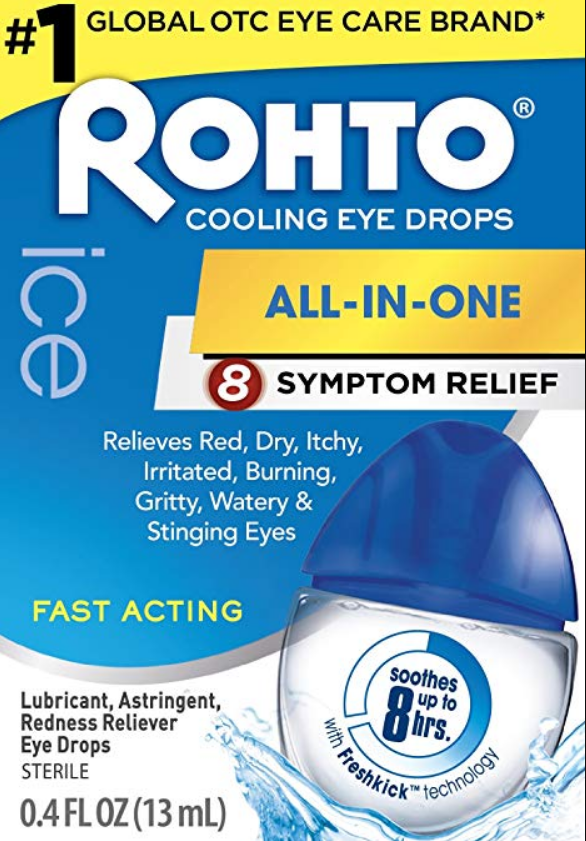 #1 GLOBAL OTC EYE CARE BRAND*
ROHTO®
COOLING EYE DROPS
ice
ALL-IN-ONE
8 SYMPTOM RELIEF
Relieves Red, Dry, Itchy,
Irritated, Burning,
Gritty, Watery &
Stinging Eyes
FAST ACTING
soothes
up to
8 hrs.
with Freshkick™ technology
Lubricant, Astringent,
Redness Reliever
Eye Drops
STERILE
0.4 FL OZ (13 mL)